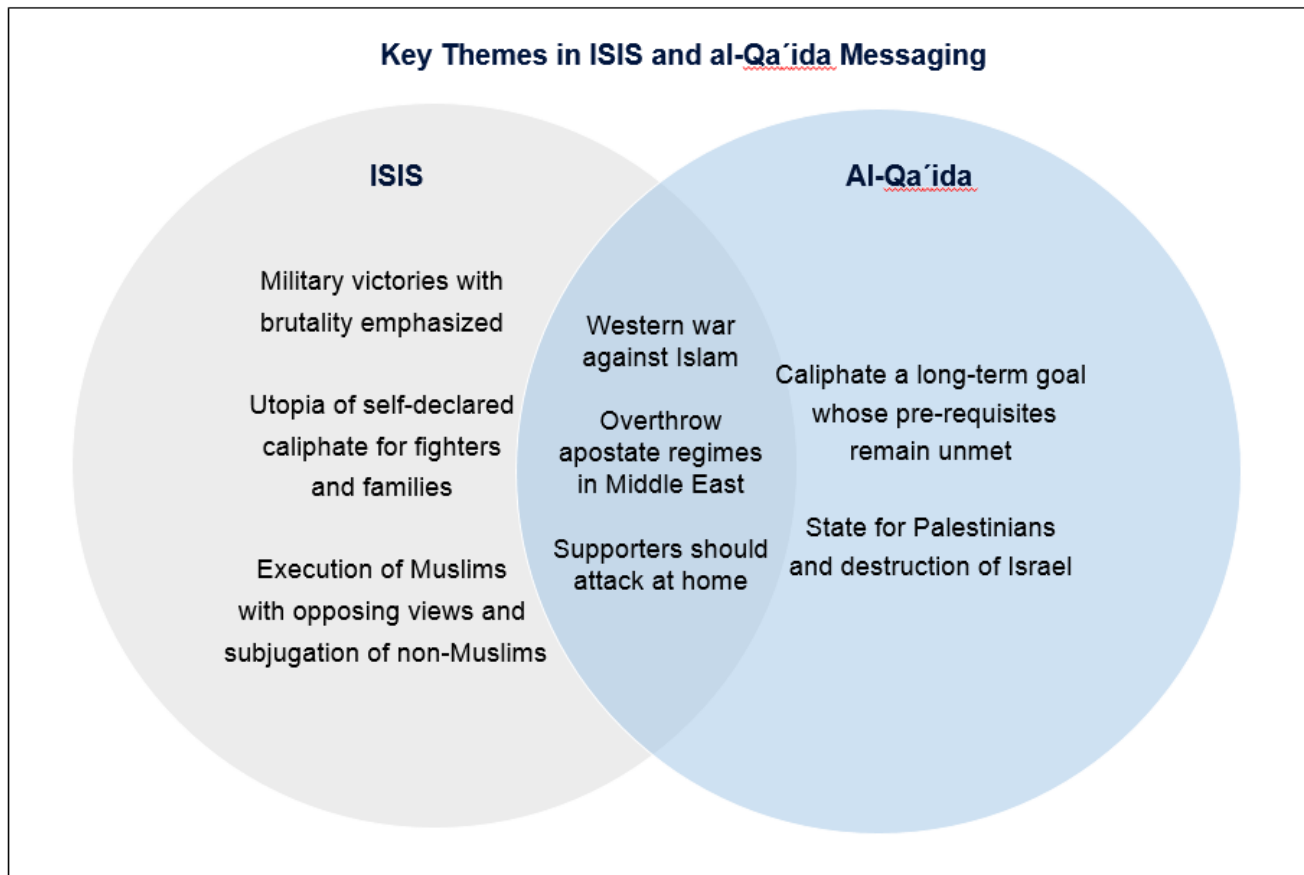 Key Themes in ISIS and al-Qa´ida Messaging
ISIS
Military victories with
brutality emphasized
Utopia of self-declared
caliphate for fighters
and families
Execution of Muslims
with opposing views and
subjugation of non-Muslims
Western war
against Islam
Overthrow
apostate regimes
in Middle East
Supporters should
attack at home
Al-Qa´ida
Caliphate a long-term goal
whose pre-requisites
remain unmet
State for Palestinians
and destruction of Israel